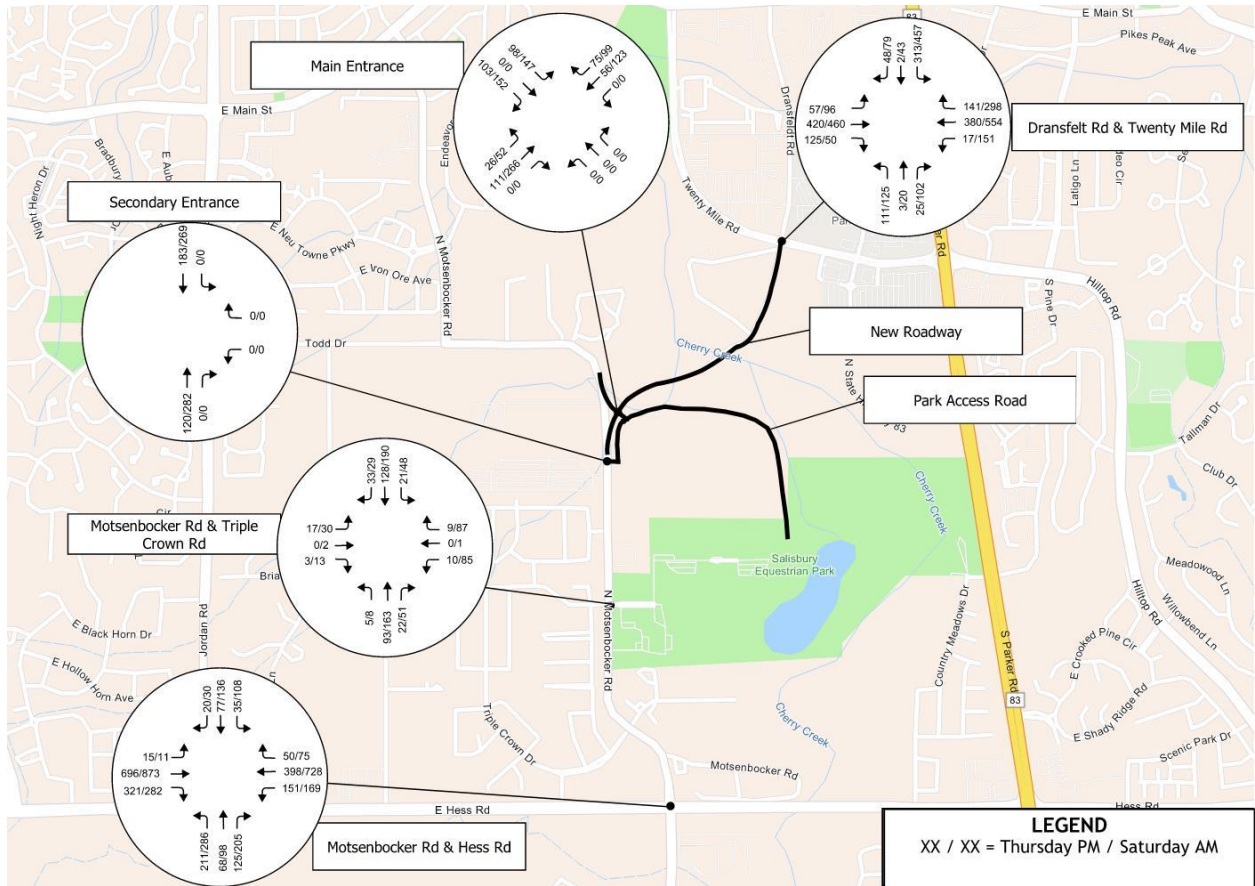 Main Entrance
98/147
0/0
103/152
75/99
56/123
0/0
26/52
111/266
0/0
0/0
0/0
0/0
83
E Main St
Pikes Peak Ave
48/79
2/43
313/457
57/96
420/460
125/50
141/298
380/554
17/151
111/125
3/20
25/102
Dransfelt Rd & Twenty Mile Rd
E Main St
Endeavor
Dransfeldt Rd
Twenty Mile Rd
Latigo Ln
Night Heron Dr
Bradbury
E Aub
E Neu Towne Pkwy
E Iron Ore Ave
N Motsenbocker Rd
Todd Dr
Secondary Entrance
183/269
0/0
0/0
0/0
120/282
0/0
S Pine Dr
Hilltop Rd
New Roadway
Cherry Creek
N State H
83
Park Access Road
Tallman Dr
Club Dr
Cherry Creek
Motsenbocker Rd & Triple
Crown Rd
33/29
128/190
21/48
17/30
0/2
3/13
9/87
0/1
10/85
5/8
93/163
22/51
Salisbury
Equestrian Park
N Motsenbocker Rd
Country Meadows Dr
S Parker Rd
83
Meadowood Ln
Willowbend Ln
Hilltop Rd
E Crooked Pine Cir
E Shady Ridge Rd
Scenic Park Dr
Jordan Rd
E Black Horn Dr
E Hollow Horn Ave
Triple Crown Dr
Motsenbocker Rd
Cherry Creek
20/30
77/136
35/108
15/11
696/873
321/282
50/75
398/728
151/169
211/286
68/98
125/205
E Hess Rd
Hess Rd
Motsenbocker Rd & Hess Rd
LEGEND
XX / XX = Thursday PM / Saturday AM